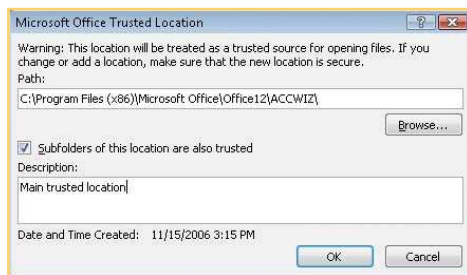 Microsoft Office Trusted Location
Warning: This location will be treated as a trusted source for opening files. If you
change or add a location, make sure that the new location is secure.
Path:
C:\Program Files (x86)\Microsoft Office\Office12\ACCWIZ\
Browse...
Subfolders of this location are also trusted
Description:
Main trusted location
Date and Time Created: 11/15/2006 3:15 PM
OK Cancel